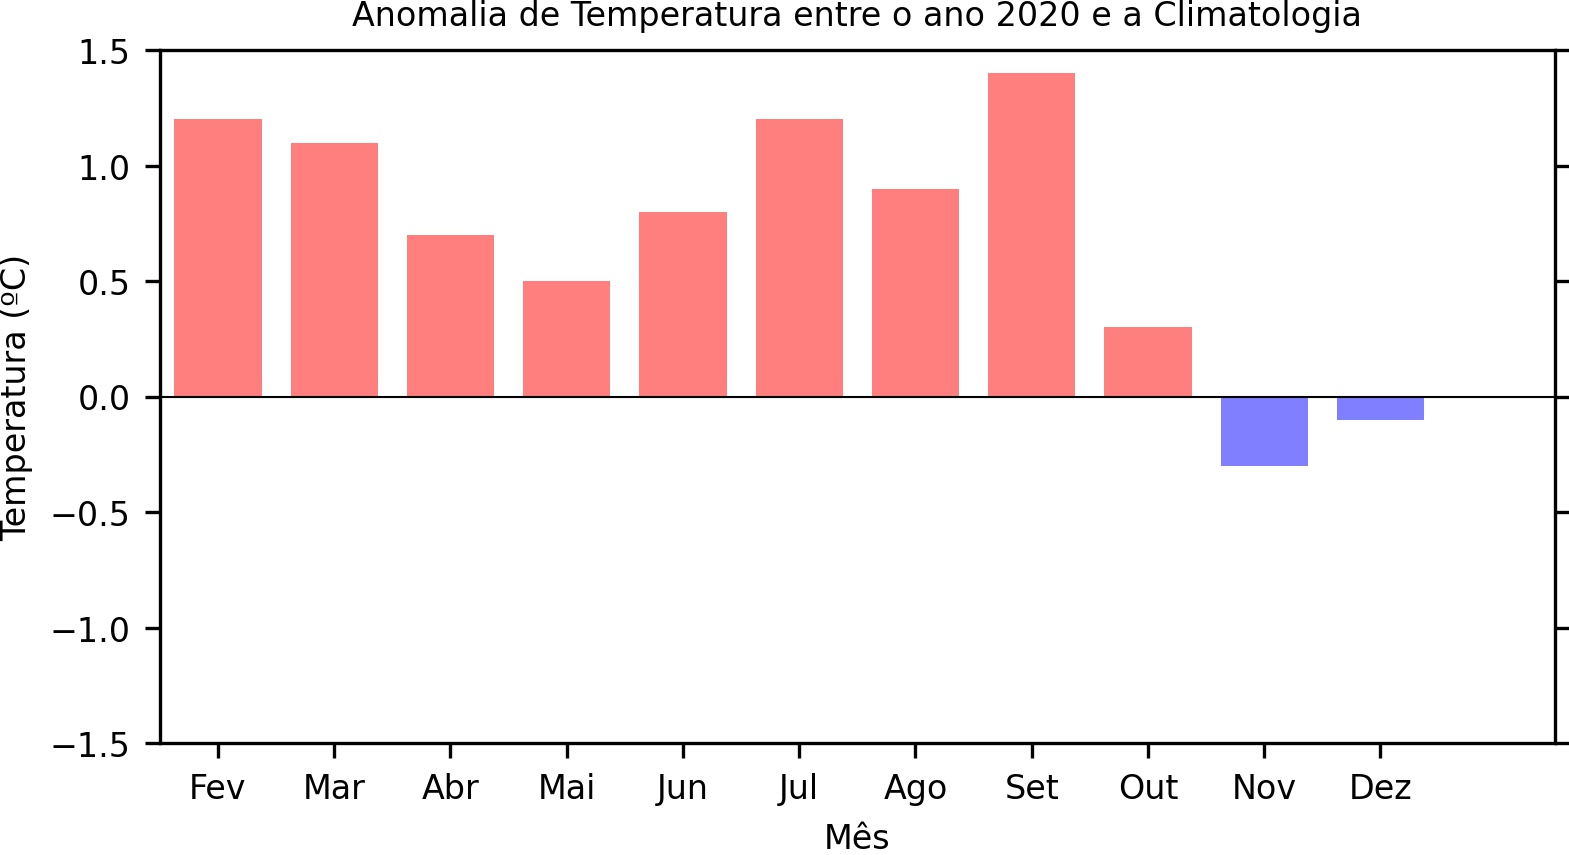 Anomalia de Temperatura entre o ano 2020 e a Climatologia
Temperatura (ºC)
1.5
1.0
0.5
0.0
−0.5
−1.0
−1.5
Fev Mar Abr Mai Jun Jul Ago Set Out Nov Dez
Mês